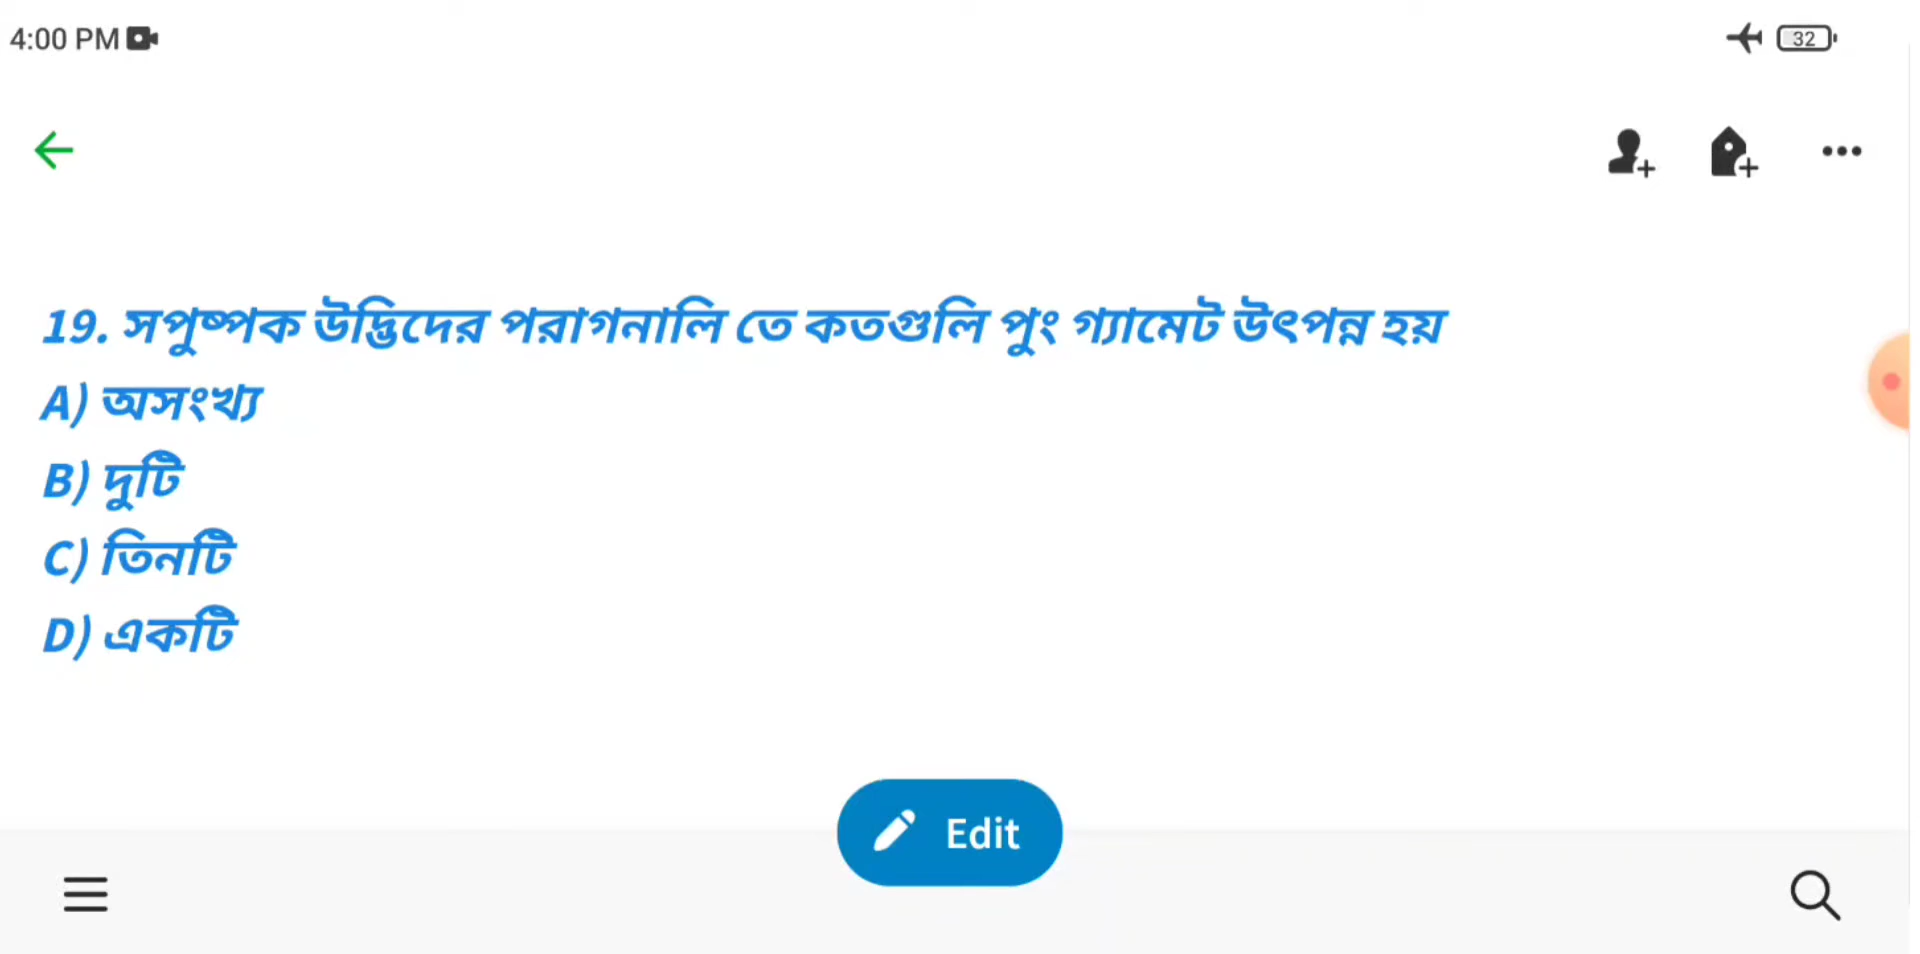 4:00 PM
32
19. সপুষ্পক উদ্ভিদের পরাগনালি তে কতগুলি পুং গ্যামেট উৎপন্ন হয়
A) অসংখ্য
B) দুটি
C) তিনটি
D) একটি
Edit